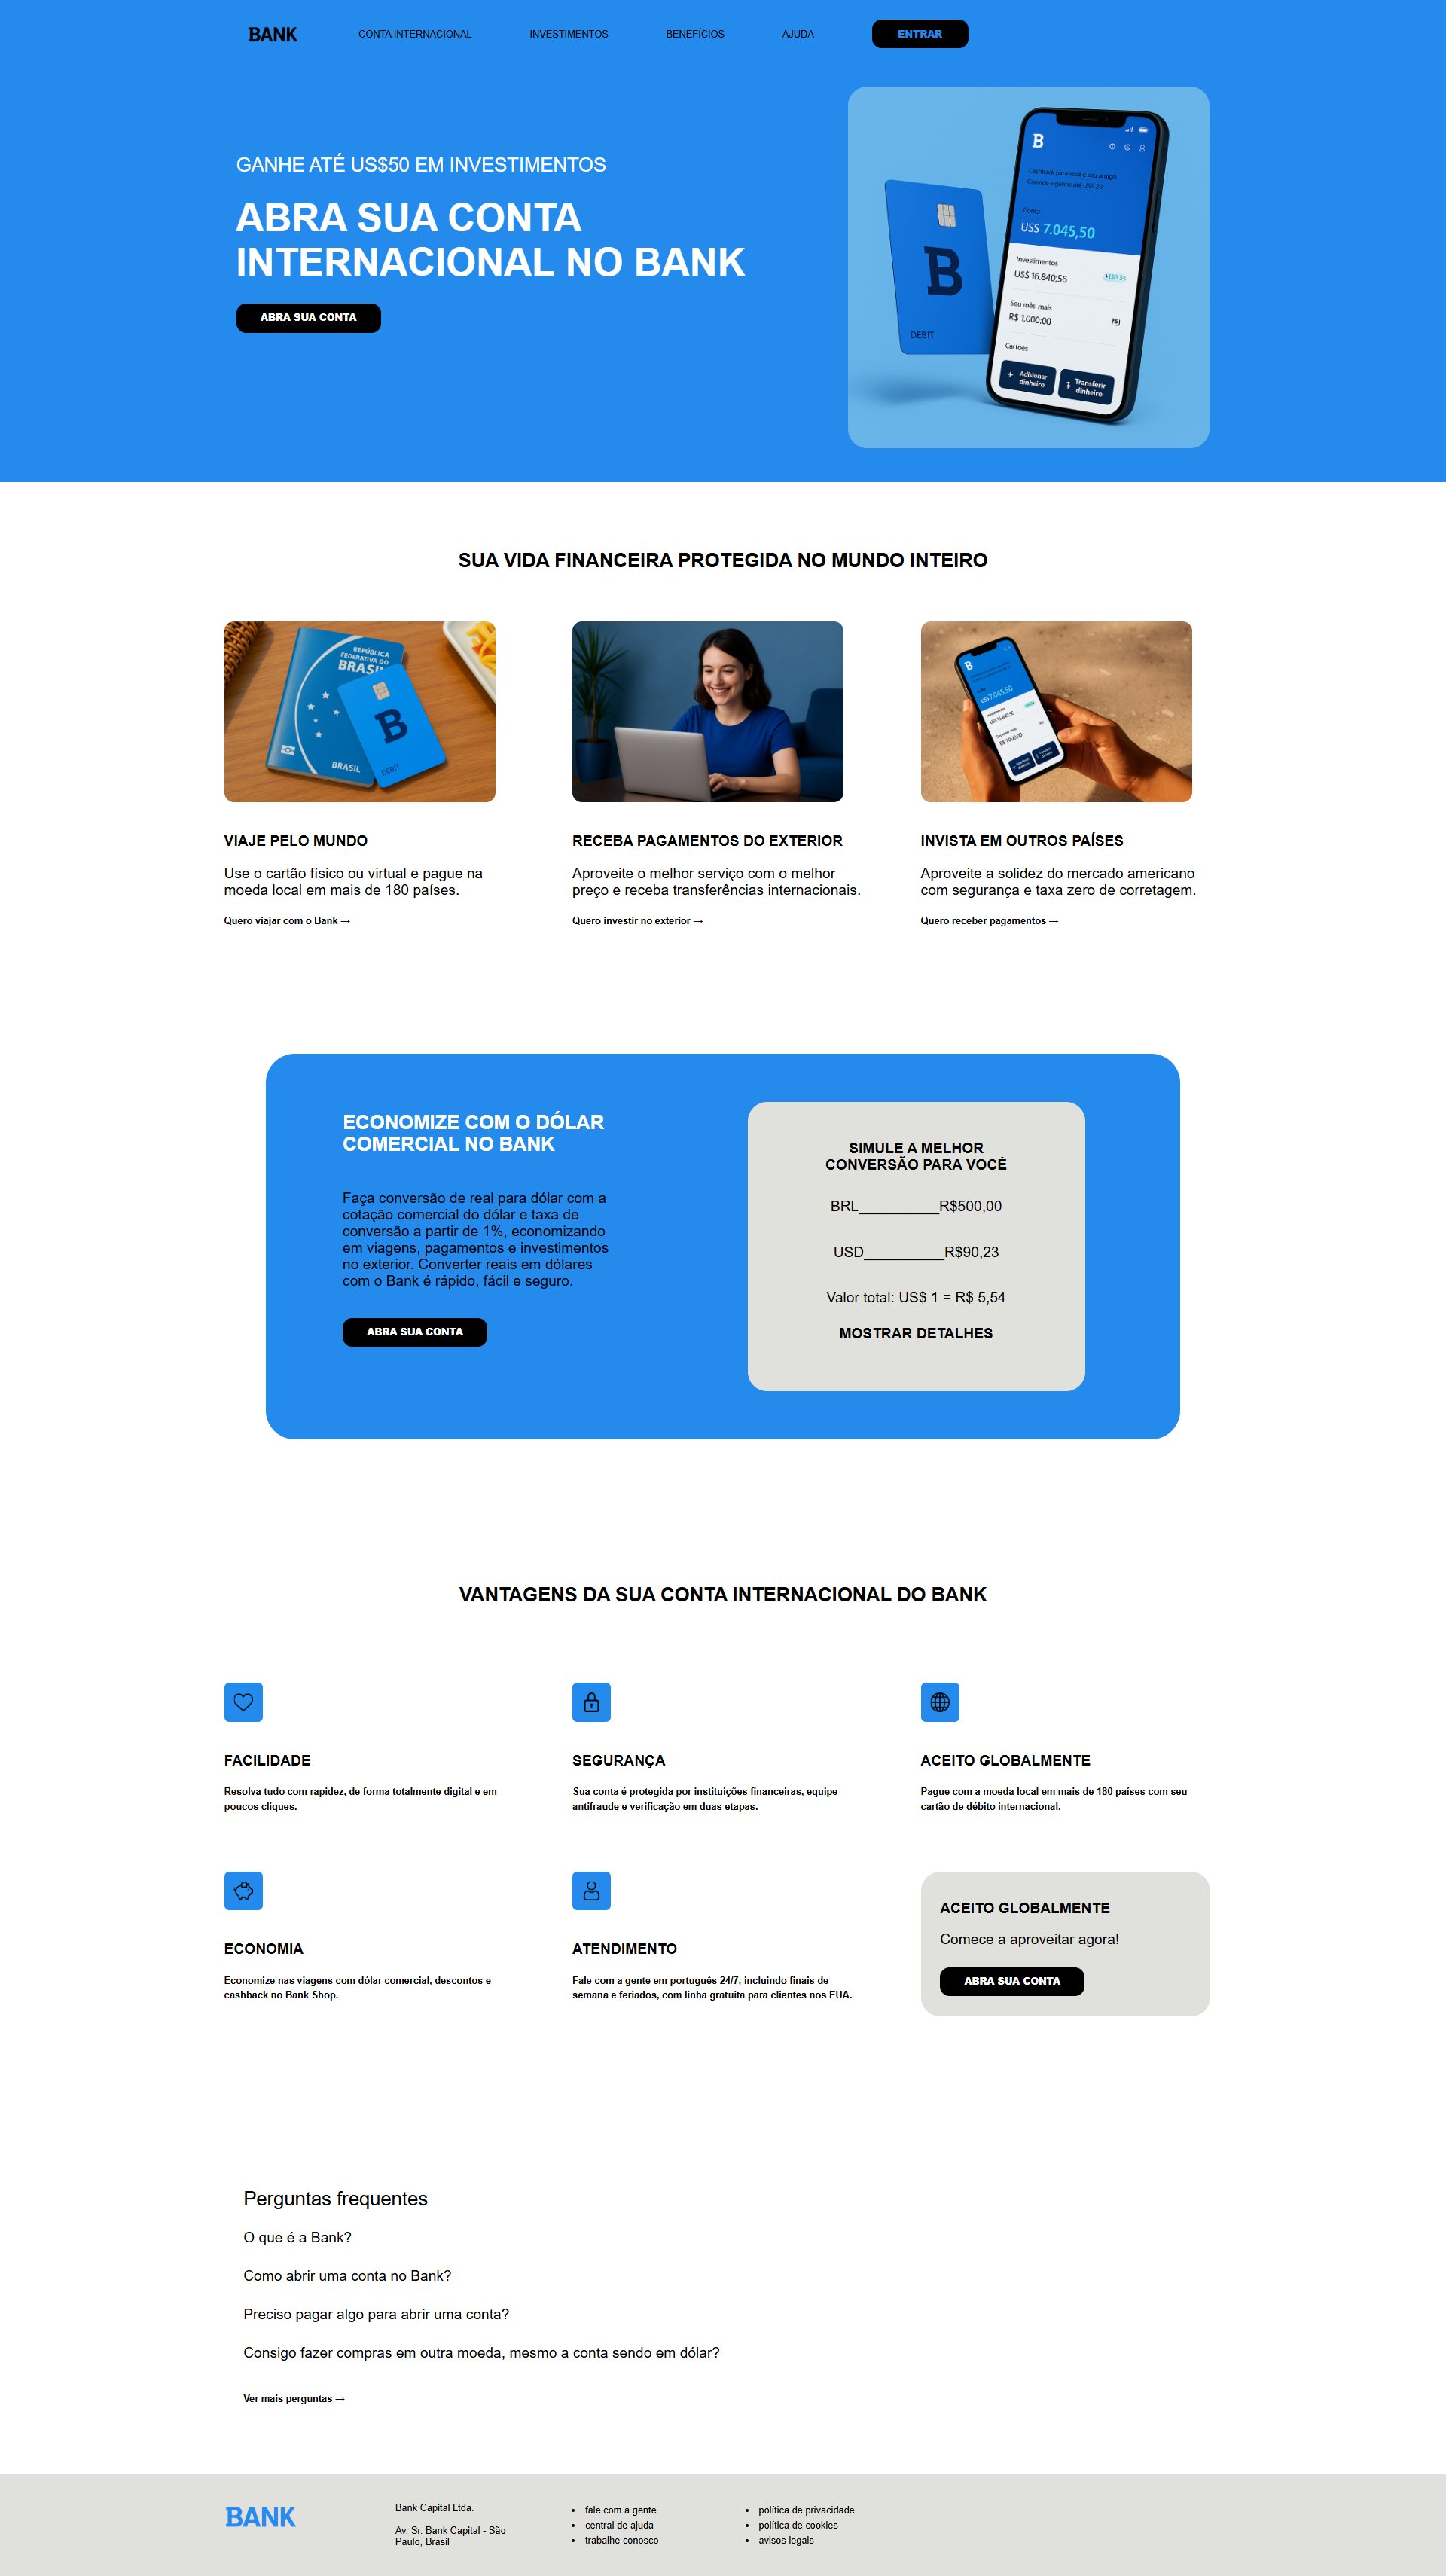 BANK
CONTA INTERNACIONAL
INVESTIMENTOS
BENEFÍCIOS
AJUDA
ENTRAR
GANHE ATÉ US$50 EM INVESTIMENTOS
ABRA SUA CONTA
INTERNACIONAL NO BANK
ABRA SUA CONTA
B
DEBIT
B
Cashback para você e seu amigo
Convide e ganhe até US$ 20
Conta
US$ 7.045,50
Investimentos
US$ 16.840;56
Seu mês mais
R$ 1,000:00
Cartões
+ Adisionar
dinheiro
Transferir
dinheiro
SUA VIDA FINANCEIRA PROTEGIDA NO MUNDO INTEIRO
REPÚBLICA
FEDERATIVA DO
BRASIL
BRASIL
B
DEBIT
B
US$ 7.045,50
VIAJE PELO MUNDO
Use o cartão físico ou virtual e pague na
moeda local em mais de 180 países.
Quero viajar com o Bank →
RECEBA PAGAMENTOS DO EXTERIOR
Aproveite o melhor serviço com o melhor
preço e receba transferências internacionais.
Quero investir no exterior →
INVISTA EM OUTROS PAÍSES
Aproveite a solidez do mercado americano
com segurança e taxa zero de corretagem.
Quero receber pagamentos →
ECONOMIZE COM O DÓLAR
COMERCIAL NO BANK
Faça conversão de real para dólar com a
cotação comercial do dólar e taxa de
conversão a partir de 1%, economizando
em viagens, pagamentos e investimentos
no exterior. Converter reais em dólares
com o Bank é rápido, fácil e seguro.
ABRA SUA CONTA
SIMULE A MELHOR
CONVERSÃO PARA VOCÊ
BRL__________R$500,00
USD__________R$90,23
Valor total: US$ 1 = R$ 5,54
MOSTRAR DETALHES
VANTAGENS DA SUA CONTA INTERNACIONAL DO BANK
FACILIDADE
Resolva tudo com rapidez, de forma totalmente digital e em
poucos cliques.
SEGURANÇA
Sua conta é protegida por instituições financeiras, equipe
antifraude e verificação em duas etapas.
ACEITO GLOBALMENTE
Pague com a moeda local em mais de 180 países com seu
cartão de débito internacional.
ECONOMIA
Economize nas viagens com dólar comercial, descontos e
cashback no Bank Shop.
ATENDIMENTO
Fale com a gente em português 24/7, incluindo finais de
semana e feriados, com linha gratuita para clientes nos EUA.
ACEITO GLOBALMENTE
Comece a aproveitar agora!
ABRA SUA CONTA
Perguntas frequentes
O que é a Bank?
Como abrir uma conta no Bank?
Preciso pagar algo para abrir uma conta?
Consigo fazer compras em outra moeda, mesmo a conta sendo em dólar?
Ver mais perguntas →
BANK
Bank Capital Ltda.
Av. Sr. Bank Capital - São
Paulo, Brasil
• fale com a gente
• central de ajuda
• trabalhe conosco
• política de privacidade
• política de cookies
• avisos legais